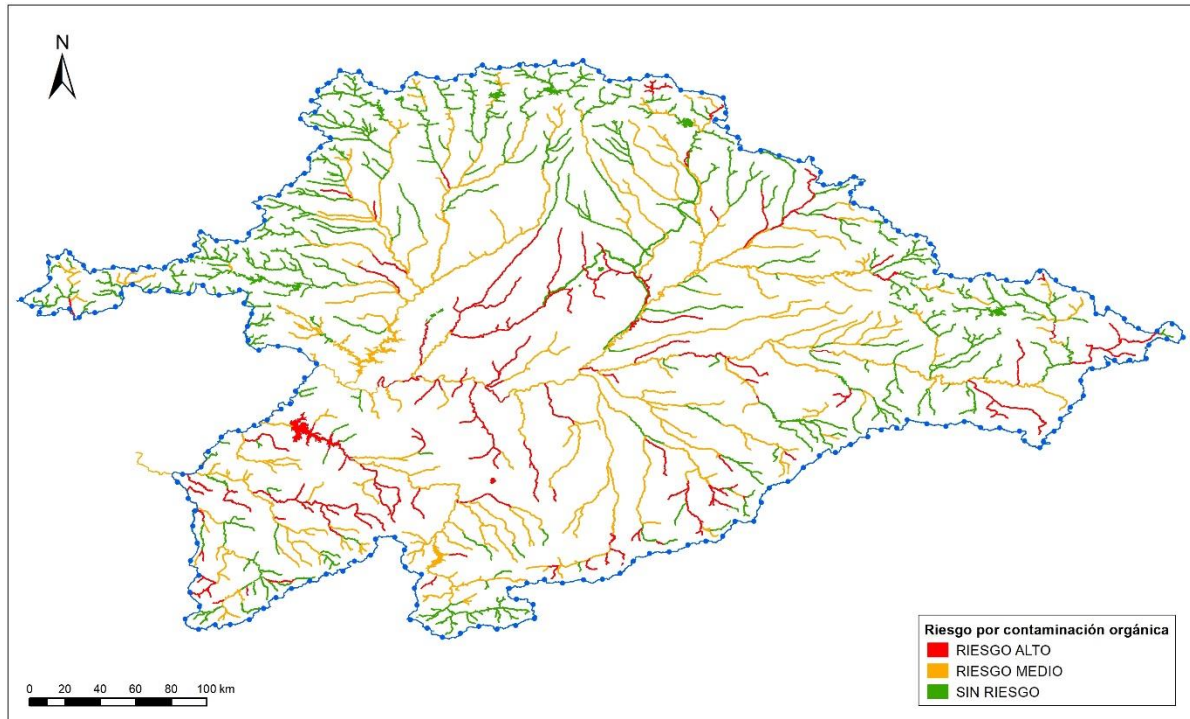 N
Riesgo por contaminación orgánica
RIESGO ALTO
RIESGO MEDIO
SIN RIESGO
0 20 40 60 80 100 km